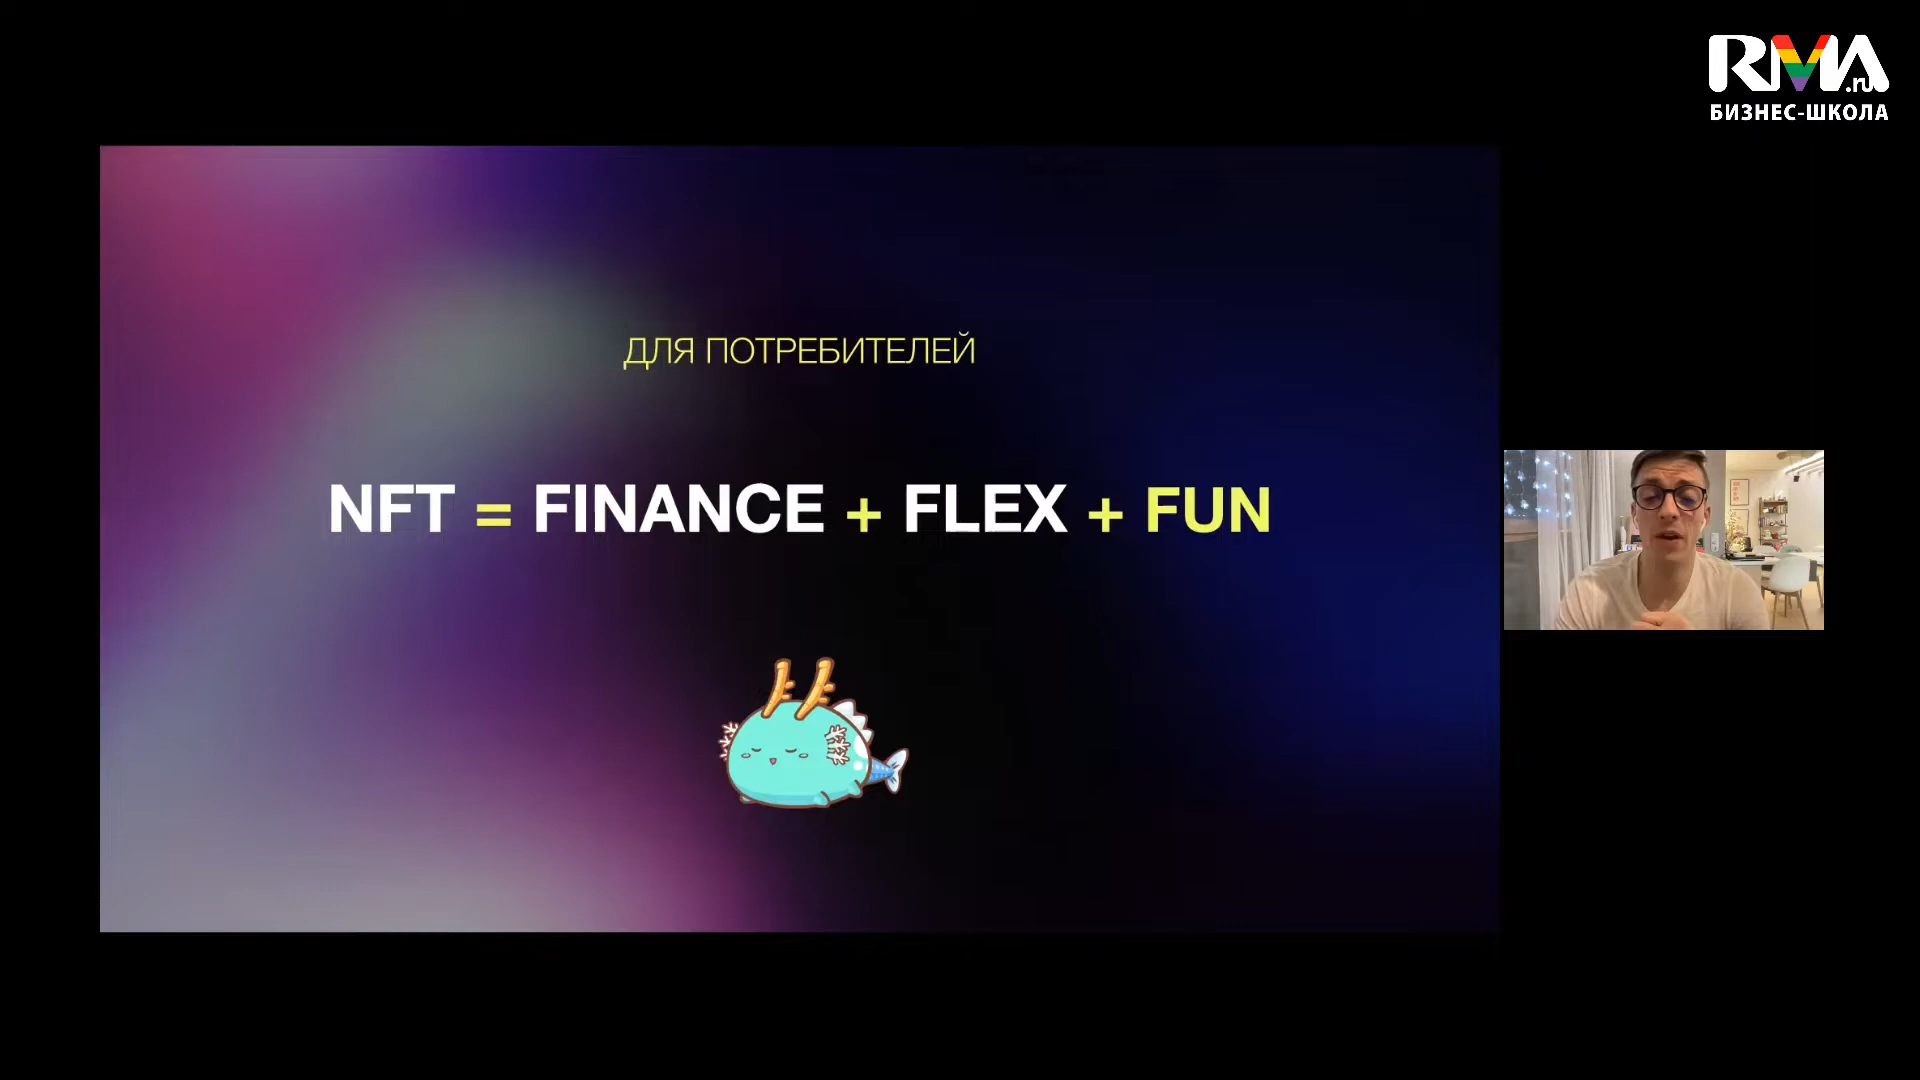 RMA.ru
БИЗНЕС-ШКОЛА
ДЛЯ ПОТРЕБИТЕЛЕЙ
NFT = FINANCE + FLEX + FUN